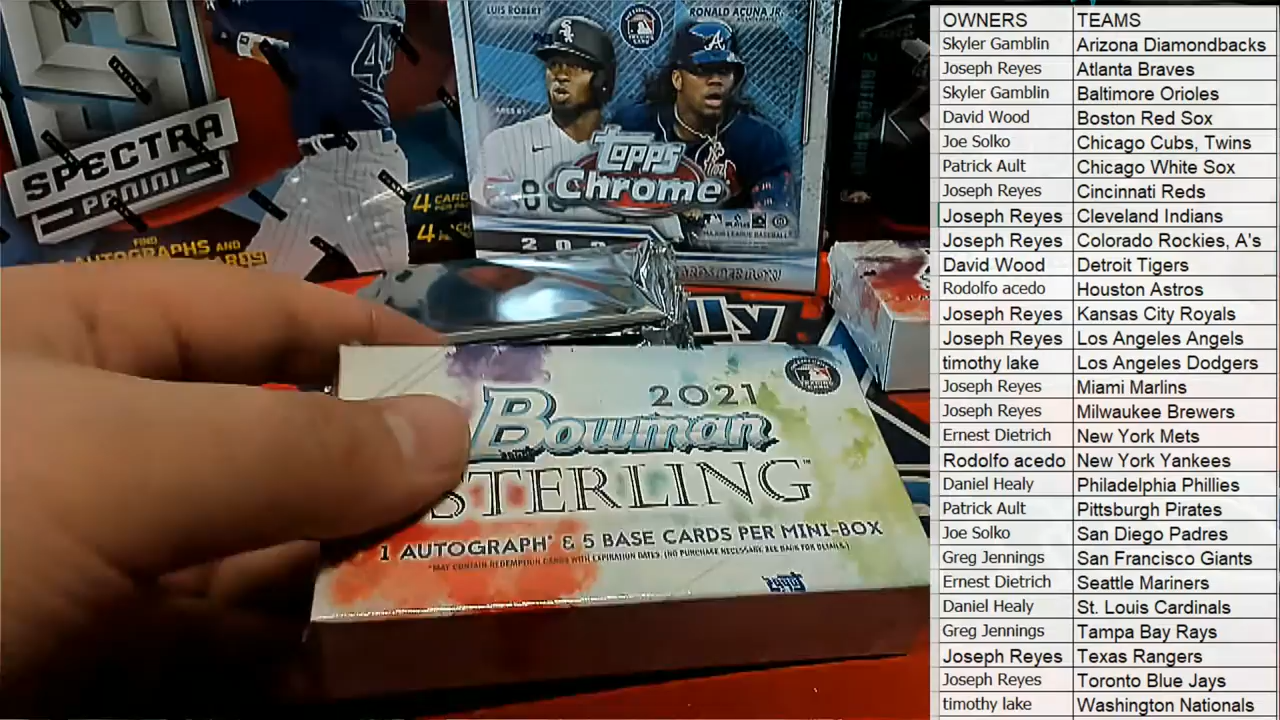 LUIS ROBERT
RONALD ACUNA JR.
Topps
Chrome
SPECTRA
PANINI
FIND
AUTOGRAPHS AND
4 CARDS
4
2021
Bowman
STERLING™
1 AUTOGRAPH* & 5 BASE CARDS PER MINI-BOX
*MAY CONTAIN REDEMPTION CARDS WITH EXPIRATION DATES. (NO PURCHASE NECESSARY. SEE BACK FOR DETAILS.)
OWNERS TEAMS
Skyler Gamblin Arizona Diamondbacks
Joseph Reyes Atlanta Braves
Skyler Gamblin Baltimore Orioles
David Wood Boston Red Sox
Joe Solko Chicago Cubs, Twins
Patrick Ault Chicago White Sox
Joseph Reyes Cincinnati Reds
Joseph Reyes Cleveland Indians
Joseph Reyes Colorado Rockies, A's
David Wood Detroit Tigers
Rodolfo acedo Houston Astros
Joseph Reyes Kansas City Royals
Joseph Reyes Los Angeles Angels
timothy lake Los Angeles Dodgers
Joseph Reyes Miami Marlins
Joseph Reyes Milwaukee Brewers
Ernest Dietrich New York Mets
Rodolfo acedo New York Yankees
Daniel Healy Philadelphia Phillies
Patrick Ault Pittsburgh Pirates
Joe Solko San Diego Padres
Greg Jennings San Francisco Giants
Ernest Dietrich Seattle Mariners
Daniel Healy St. Louis Cardinals
Greg Jennings Tampa Bay Rays
Joseph Reyes Texas Rangers
Joseph Reyes Toronto Blue Jays
timothy lake Washington Nationals